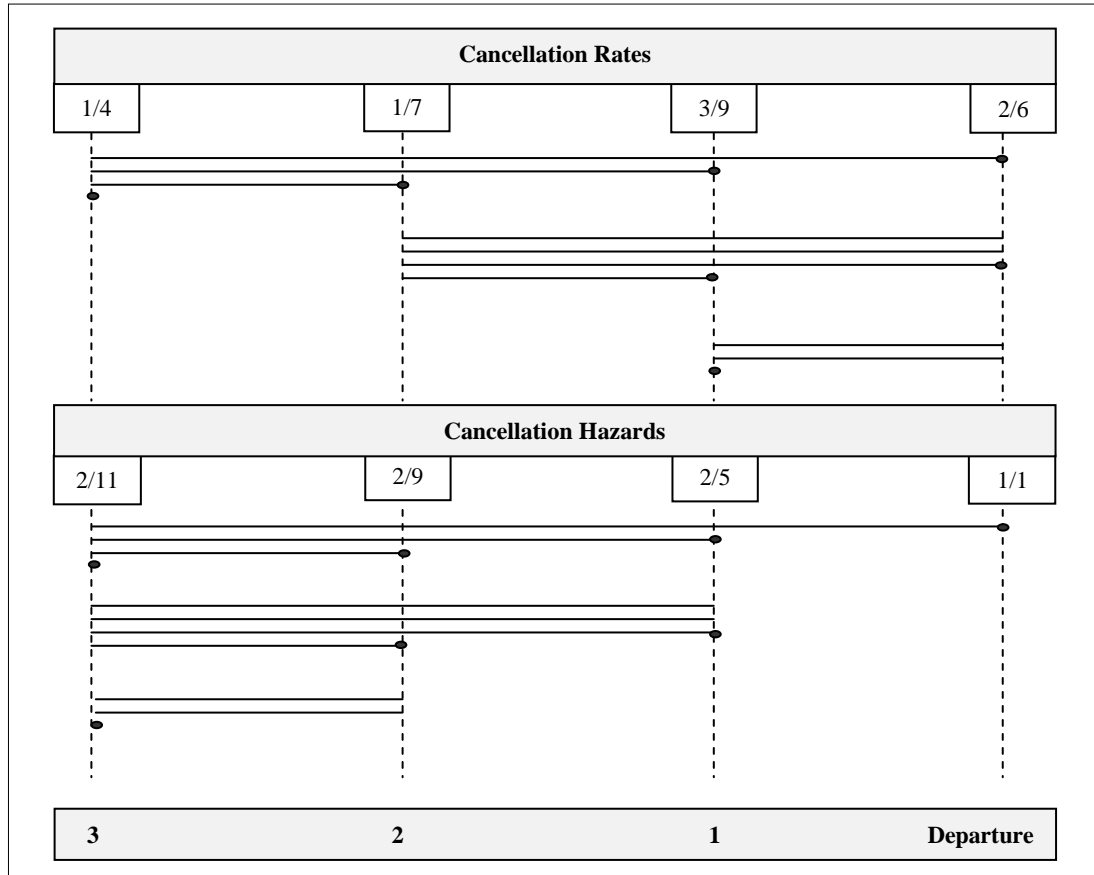 Cancellation Rates
1/4 1/7 3/9 2/6
Cancellation Hazards
2/11 2/9 2/5 1/1
3 2 1 Departure